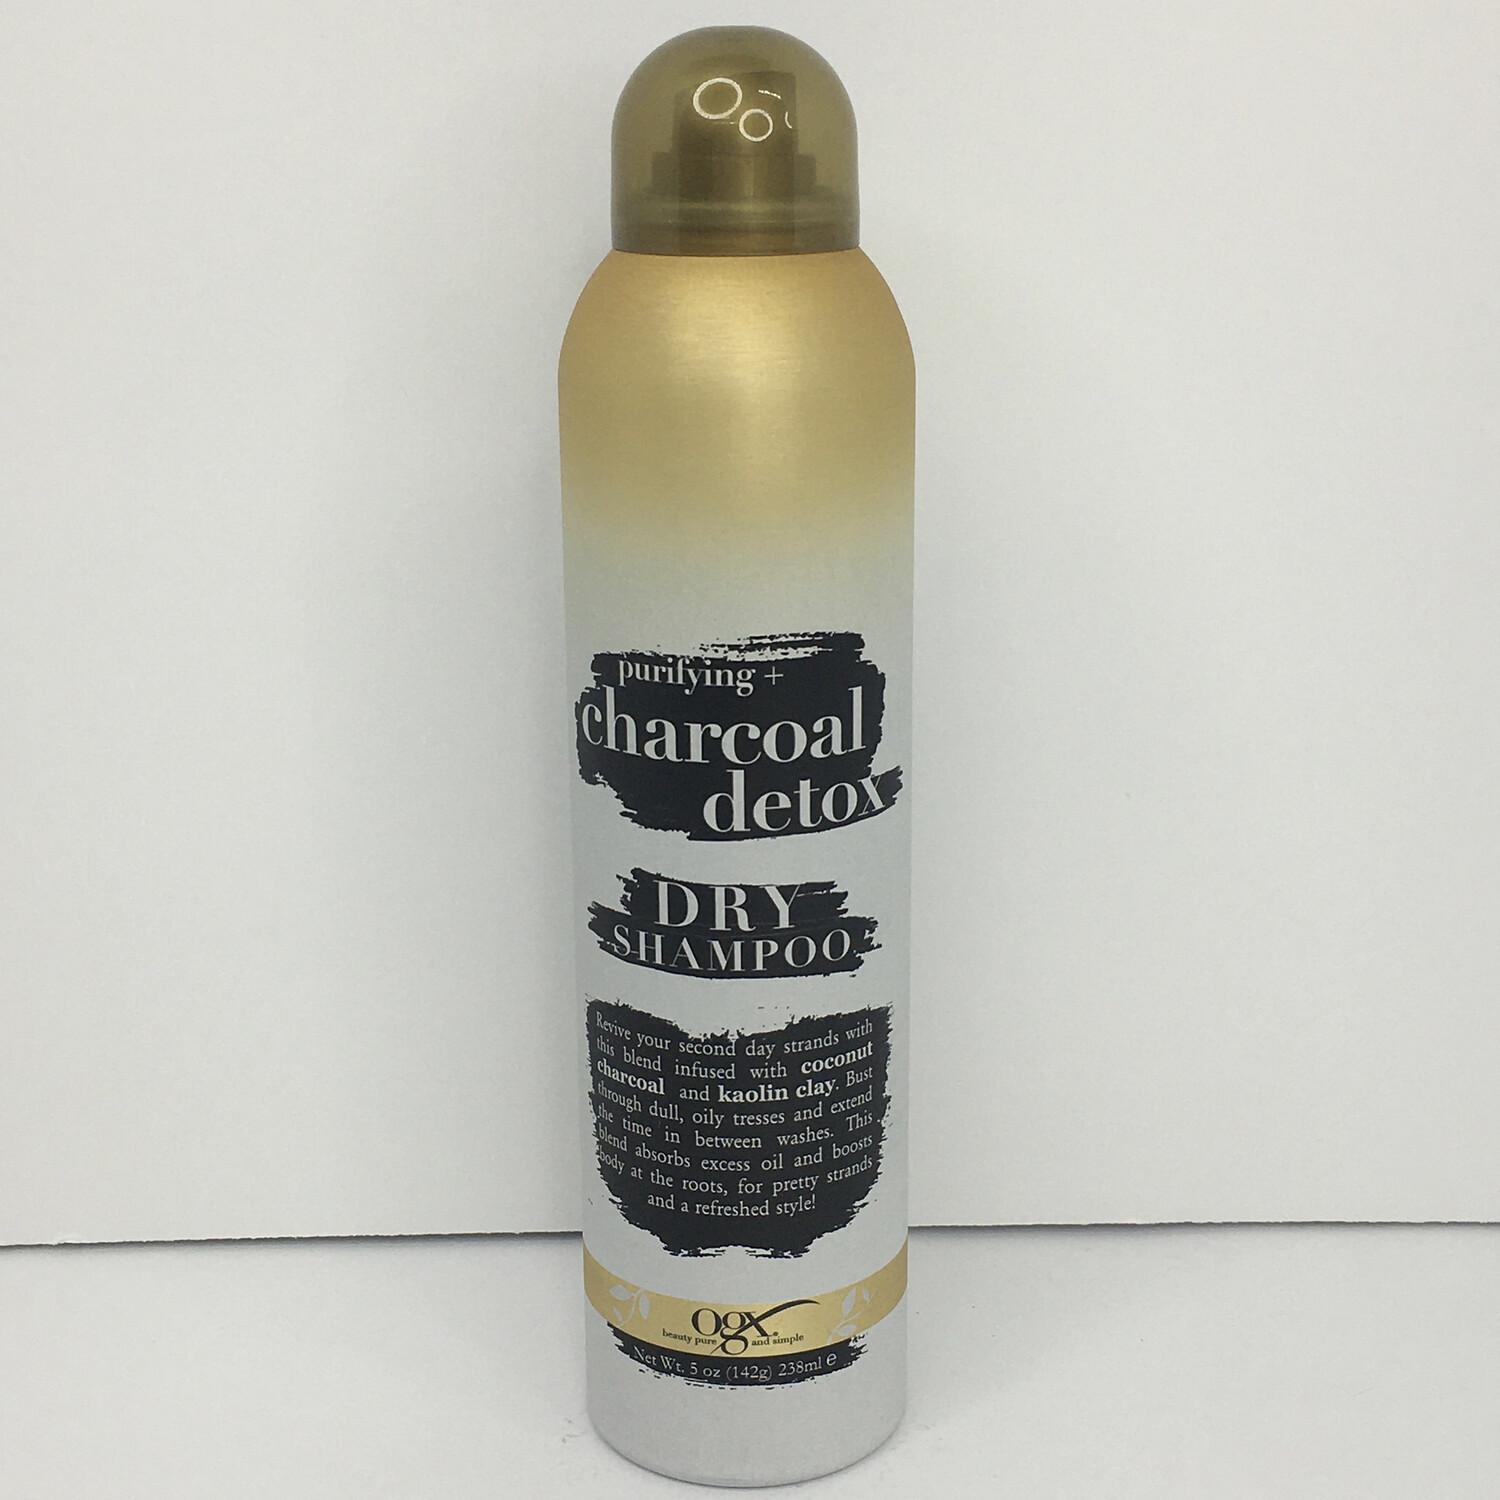 purifying +
charcoal
detox
DRY
SHAMPOO
Revive your second day strands with
this blend infused with coconut
charcoal and kaolin clay. Bust
through dull, oily tresses and extend
the time in between washes. This
blend absorbs excess oil and boosts
body at the roots, for pretty strands
and a refreshed style!
ogx®
beauty pure and simple
Net Wt. 5 oz (142g) 238ml ℮